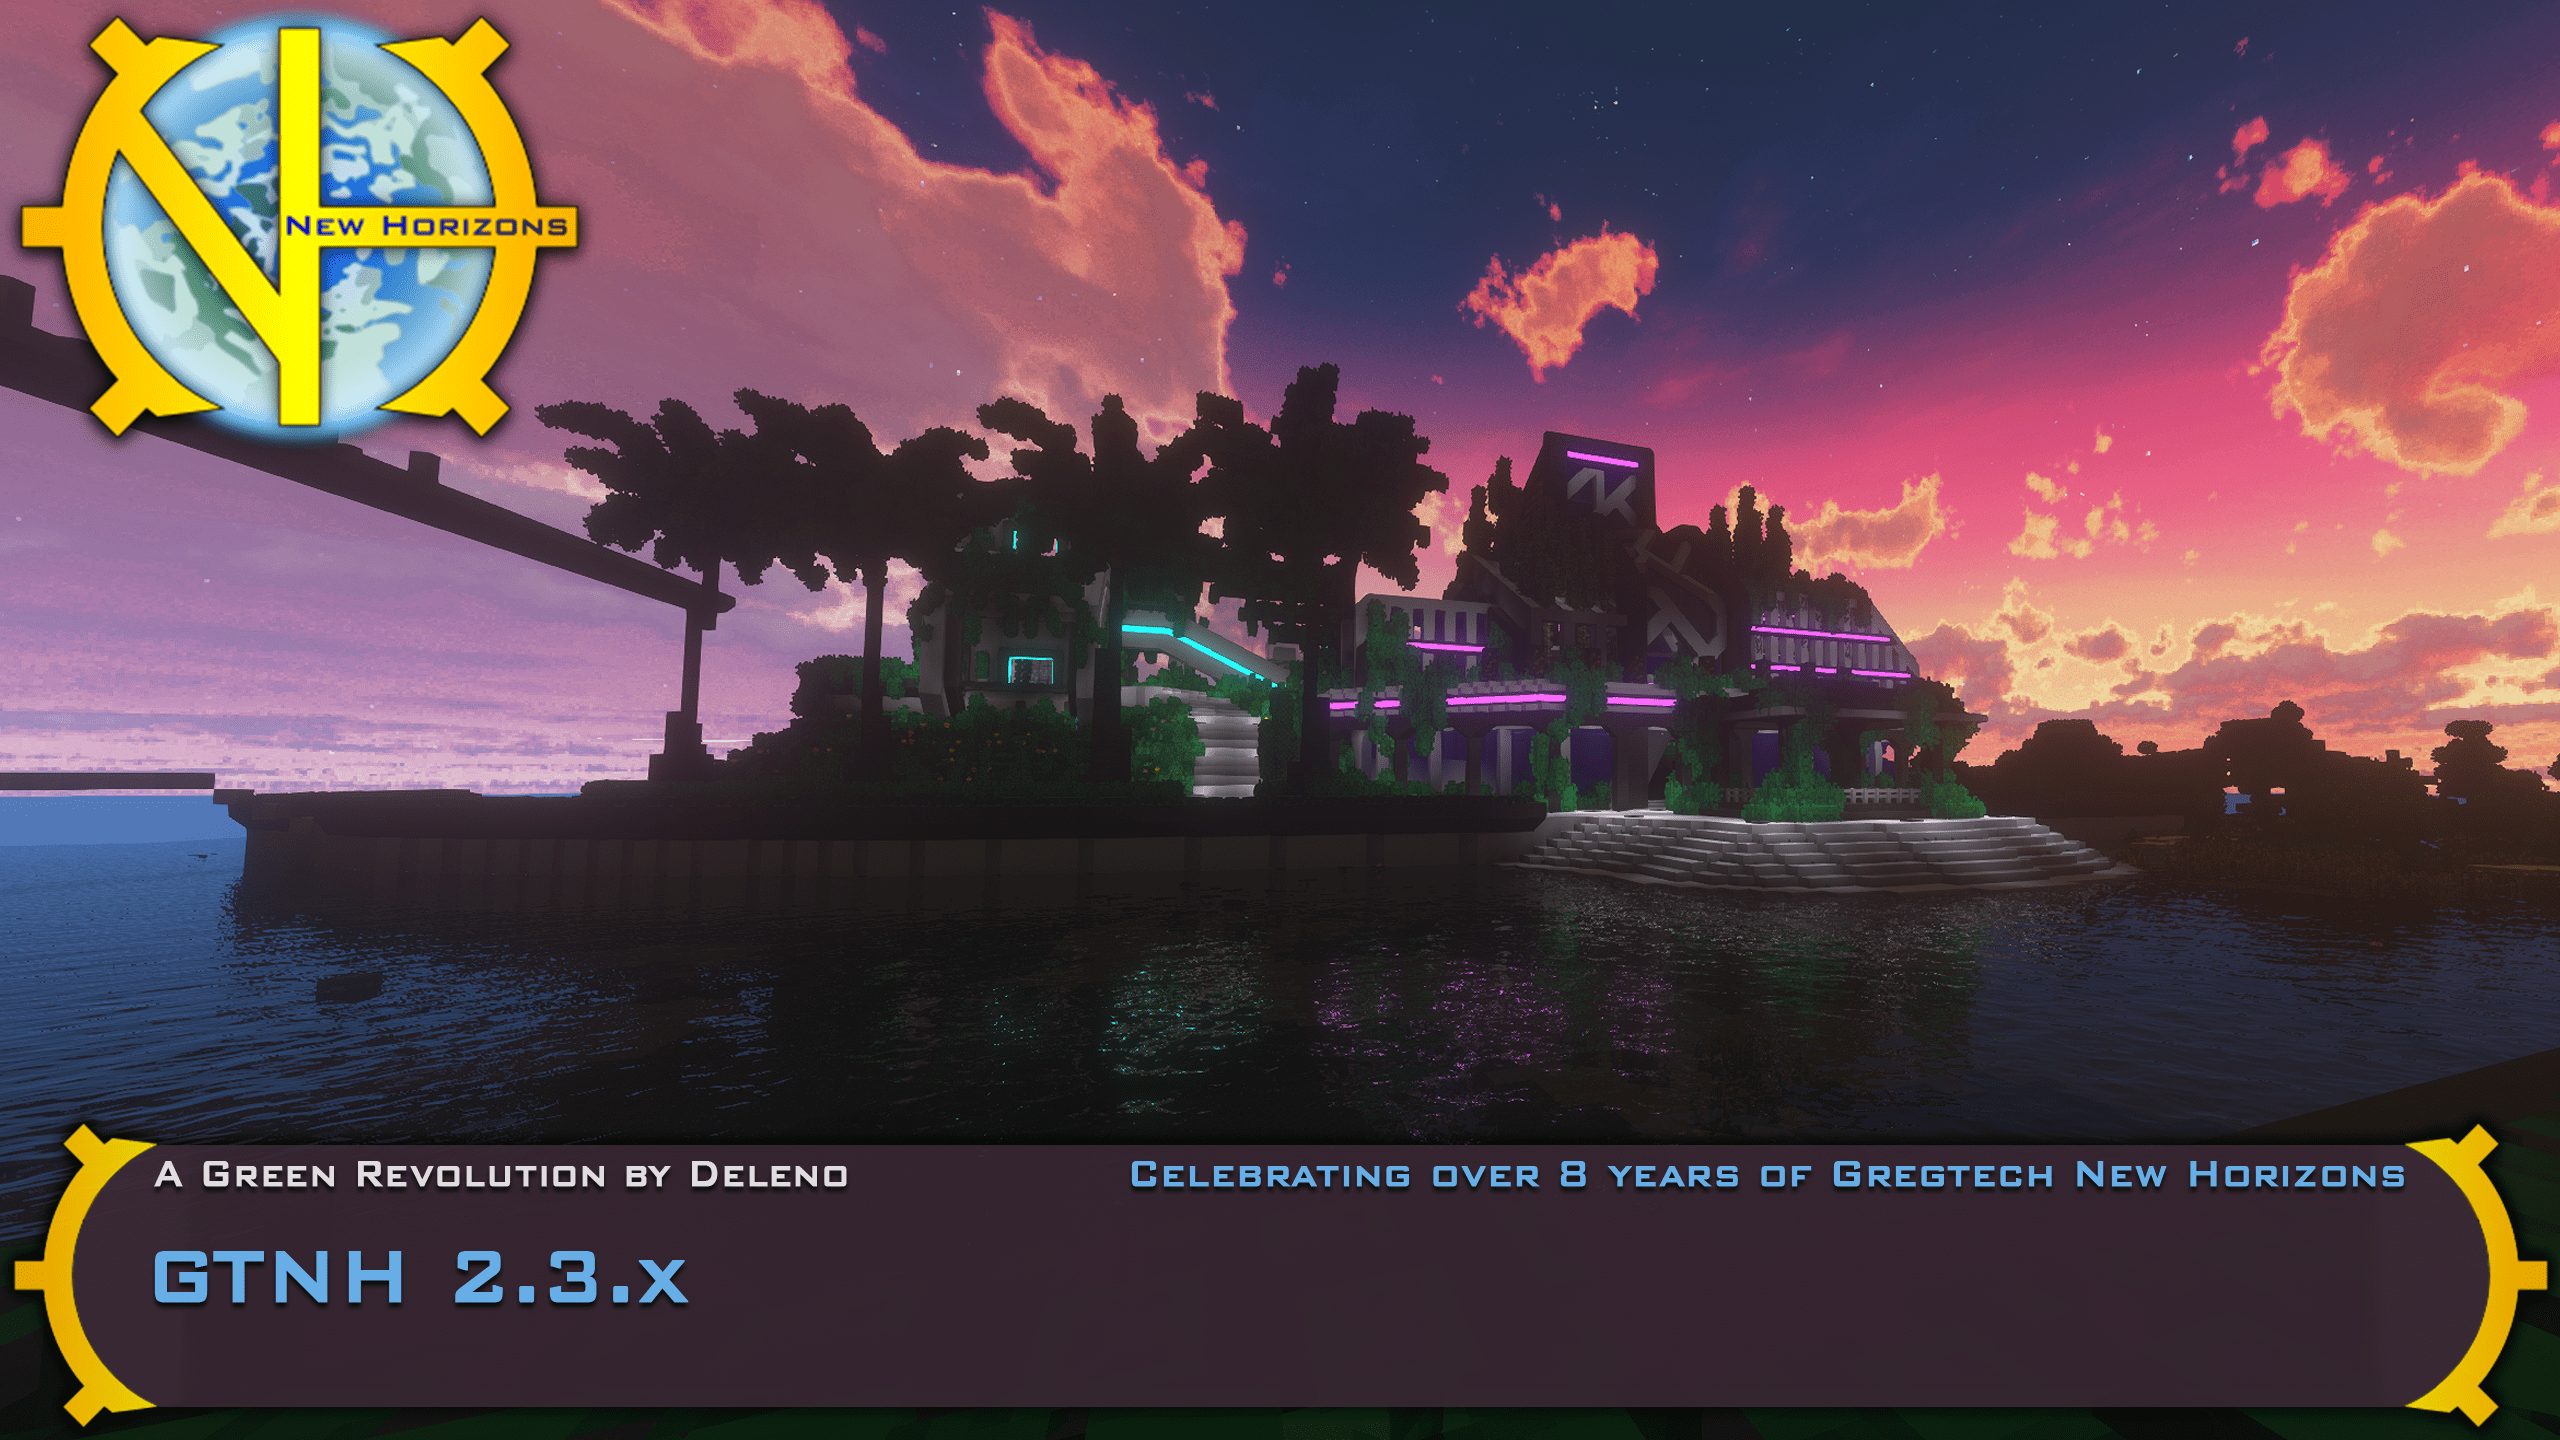 New Horizons
A Green Revolution by Deleno
Celebrating over 8 years of Gregtech New Horizons
GTNH 2.3.x